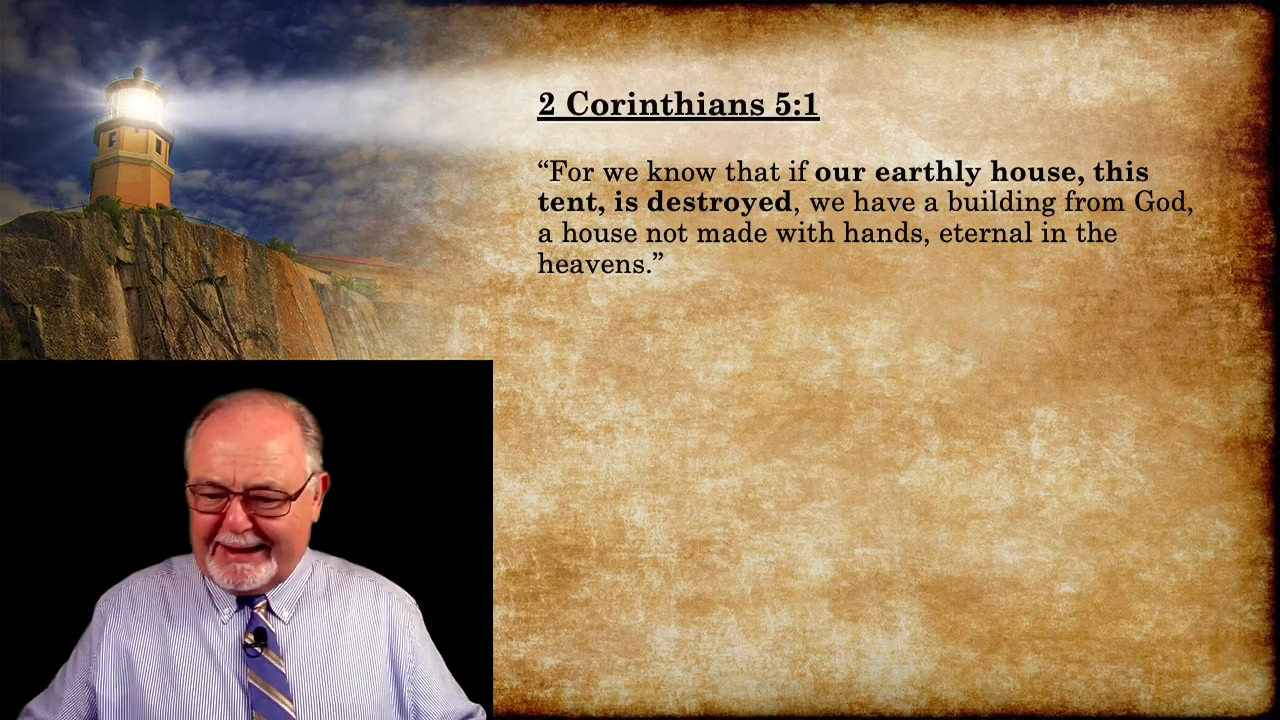 2 Corinthians 5:1
“For we know that if our earthly house, this
tent, is destroyed, we have a building from God,
a house not made with hands, eternal in the
heavens.”